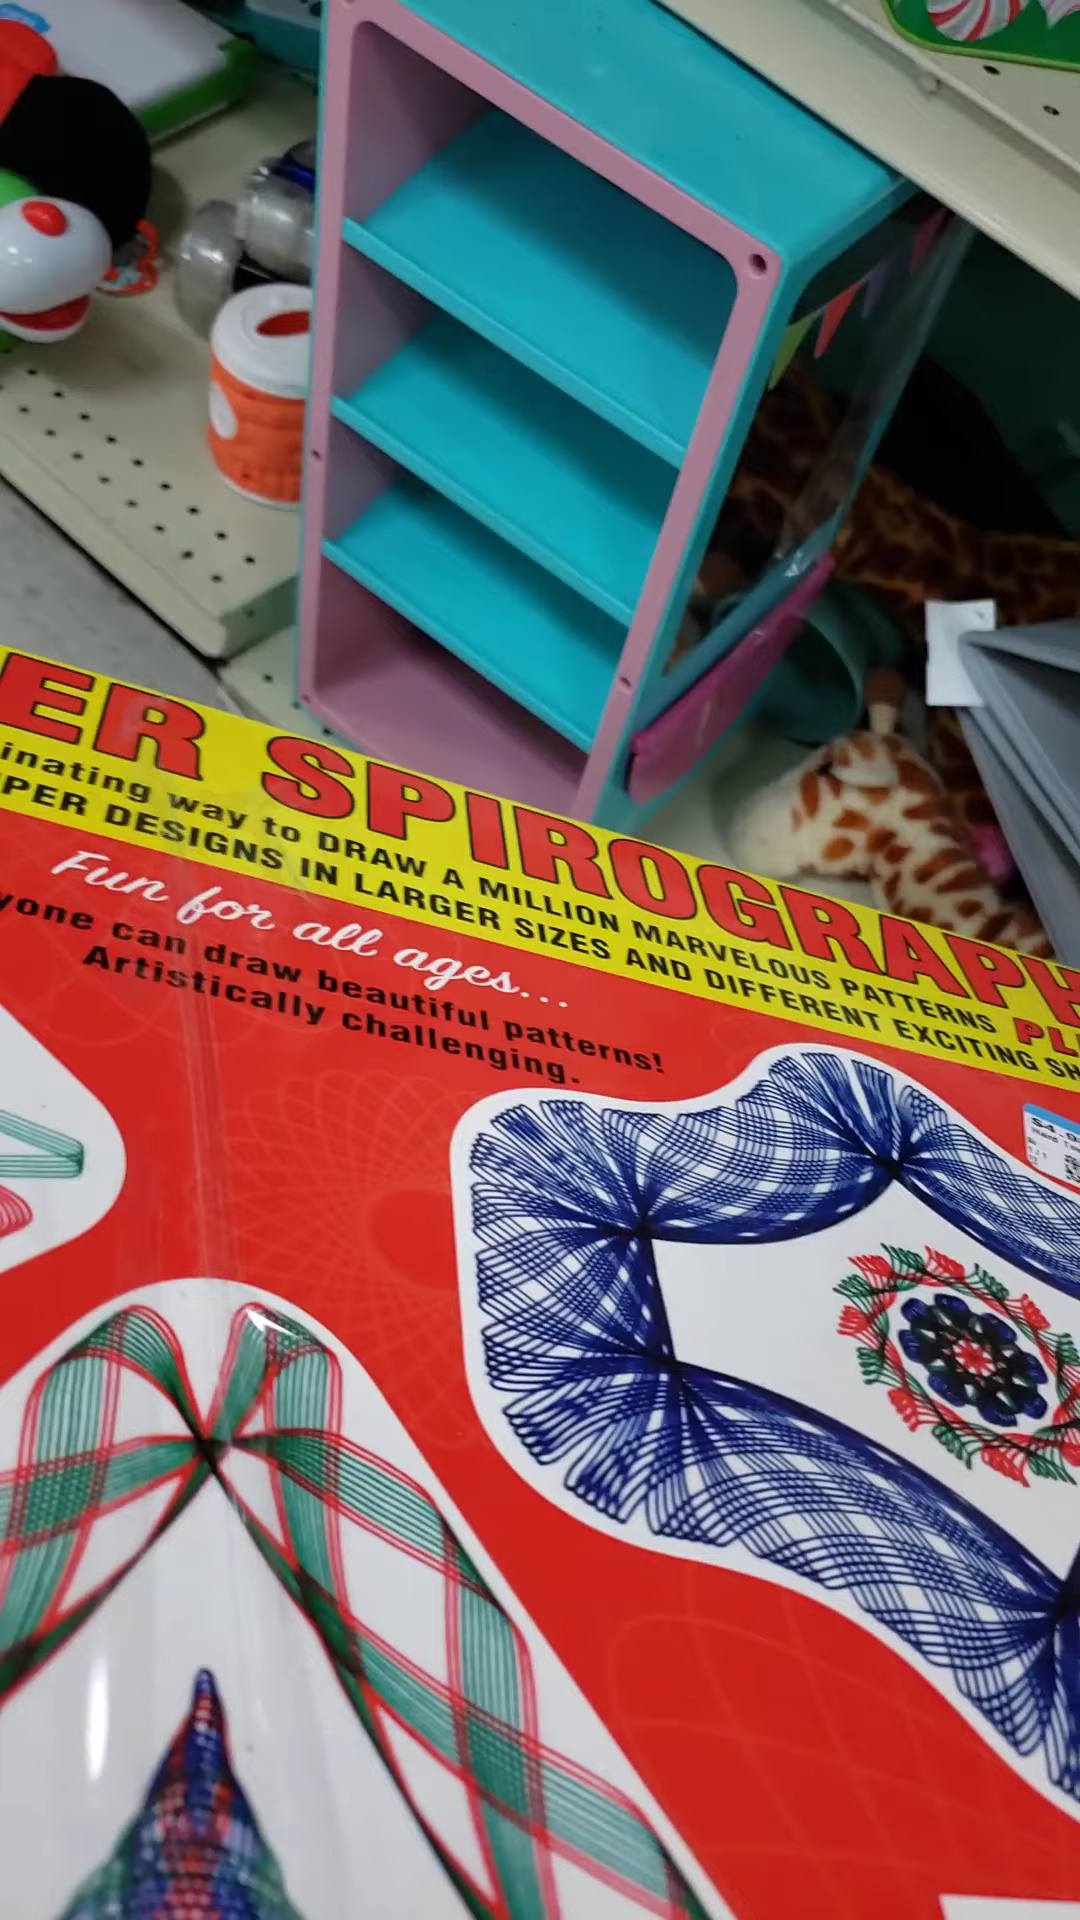 ER SPIROGRAPH
inating way to DRAW A MILLION MARVELOUS PATTERNS PL
PER DESIGNS IN LARGER SIZES AND DIFFERENT EXCITING SH
Fun for all ages...
yone can draw beautiful patterns!
Artistically challenging.